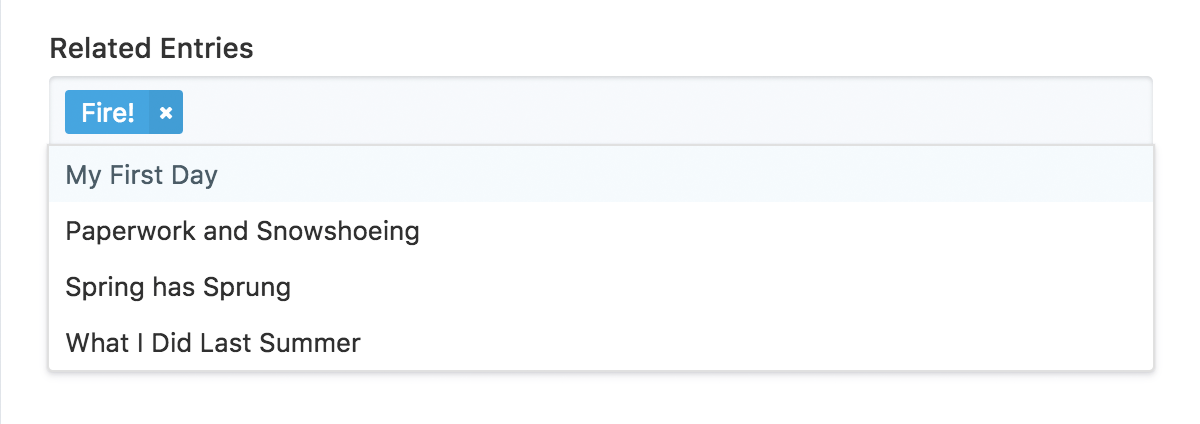 Related Entries
Fire! ×
My First Day
Paperwork and Snowshoeing
Spring has Sprung
What I Did Last Summer